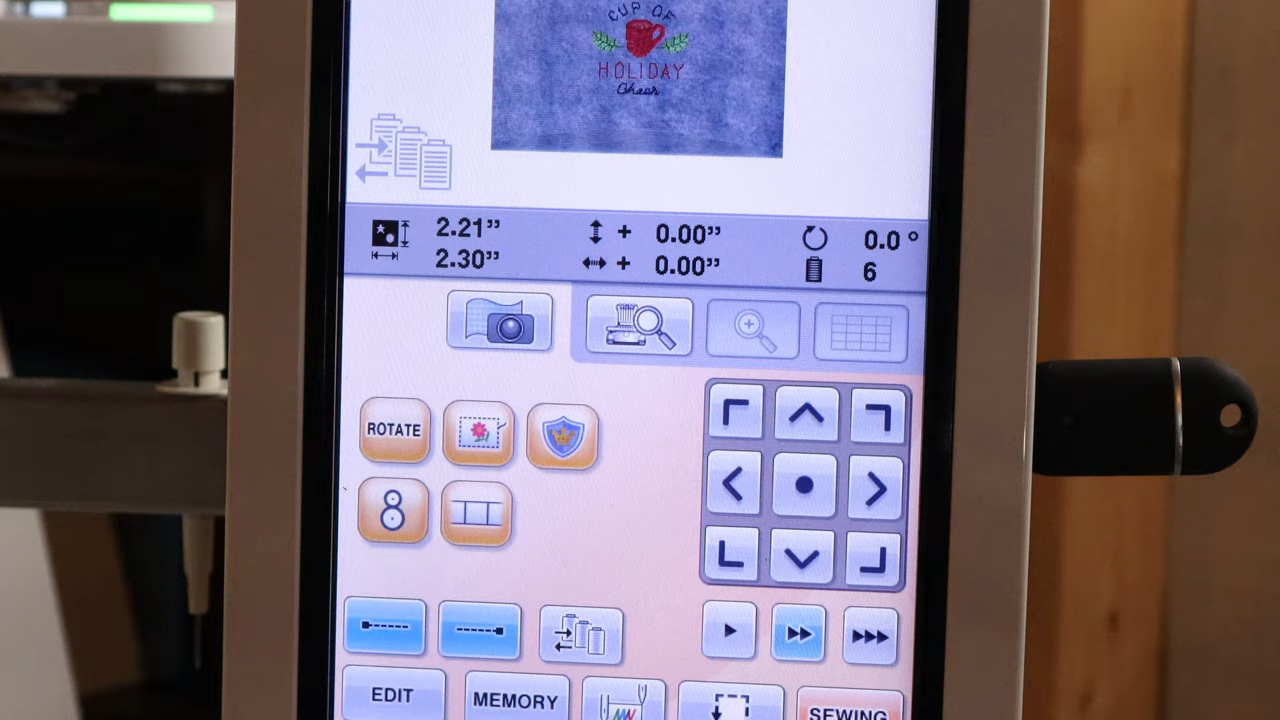 CUP OF
HOLIDAY
Cheer
2.21”
2.30”
+ 0.00”
+ 0.00”
0.0 °
6
ROTATE
8
EDIT
MEMORY
SEWING